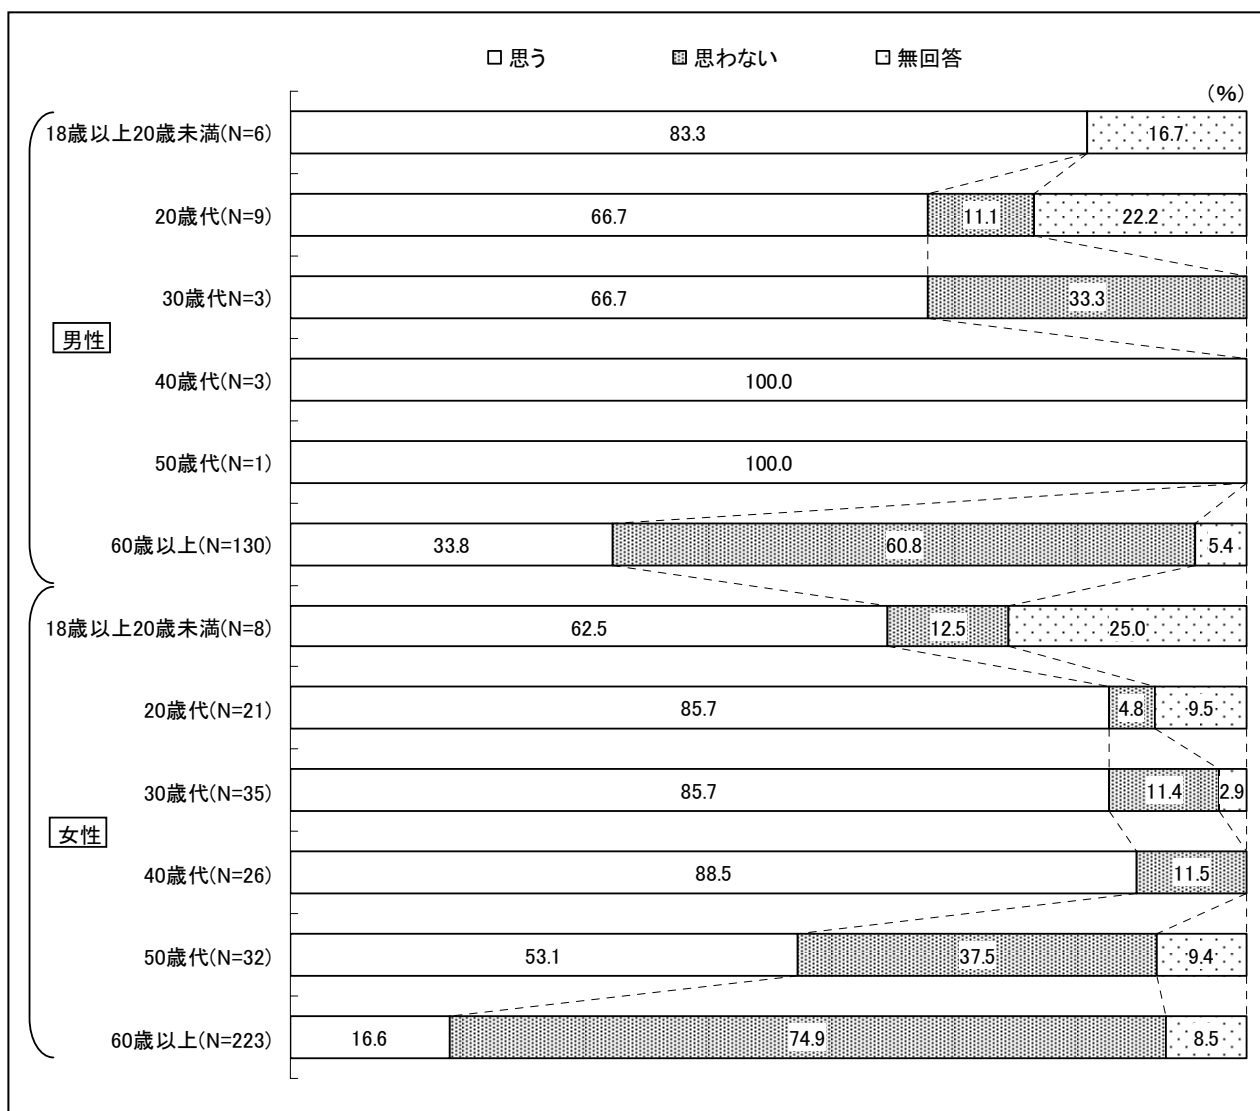 思う 思わない 無回答
(%)
18歳以上20歳未満(N=6) 83.3 16.7
20歳代(N=9) 66.7 11.1 22.2
30歳代N=3) 66.7 33.3
男性
40歳代(N=3) 100.0
50歳代(N=1) 100.0
60歳以上(N=130) 33.8 60.8 5.4
18歳以上20歳未満(N=8) 62.5 12.5 25.0
20歳代(N=21) 85.7 4.8 9.5
30歳代(N=35) 85.7 11.4 2.9
女性
40歳代(N=26) 88.5 11.5
50歳代(N=32) 53.1 37.5 9.4
60歳以上(N=223) 16.6 74.9 8.5